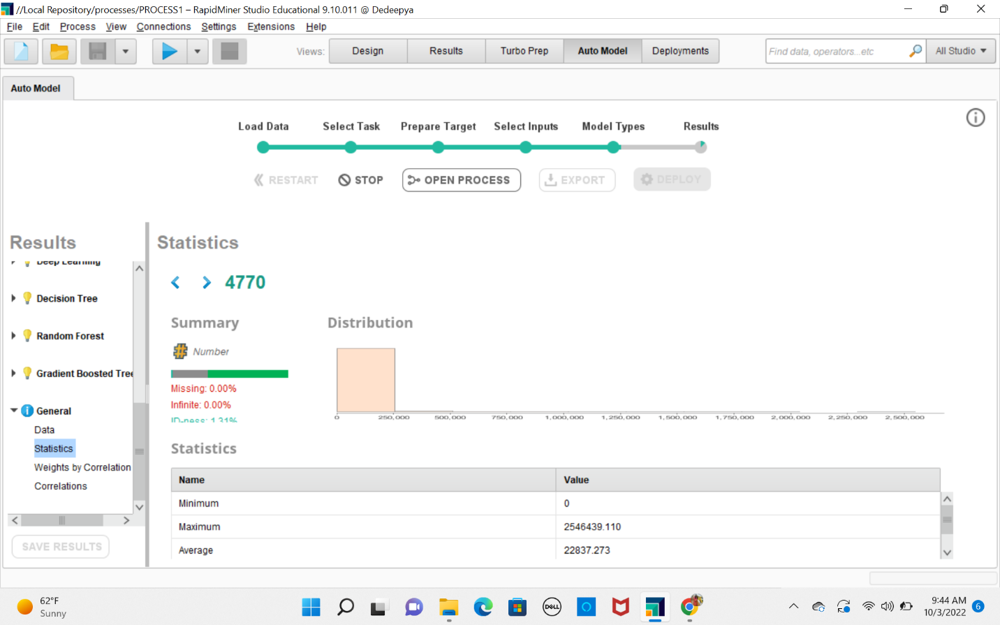 //Local Repository/processes/PROCESS1 – RapidMiner Studio Educational 9.10.011 @ Dedeepya
File Edit Process View Connections Settings Extensions Help
Views: Design Results Turbo Prep Auto Model Deployments
Find data, operators...etc All Studio
Auto Model
Load Data Select Task Prepare Target Select Inputs Model Types Results
RESTART STOP OPEN PROCESS EXPORT DEPLOY
Results
Deep Learning
Decision Tree
Random Forest
Gradient Boosted Tree
General
Data
Statistics
Weights by Correlation
Correlations
SAVE RESULTS
Statistics
4770
Summary
Number
Missing: 0.00%
Infinite: 0.00%
ID-ness: 1.31%
Distribution
0 250,000 500,000 750,000 1,000,000 1,250,000 1,500,000 1,750,000 2,000,000 2,250,000 2,500,000
Statistics
Name Value
Minimum 0
Maximum 2546439.110
Average 22837.273
62°F
Sunny
DELL
9:44 AM
10/3/2022
6